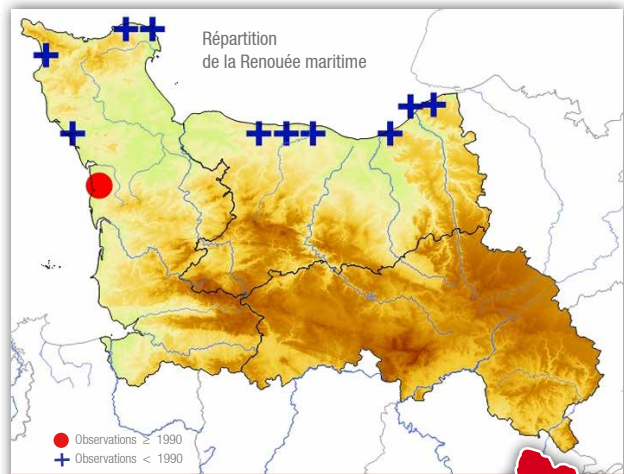 Répartition
de la Renouée maritime
Observations ≥ 1990
Observations < 1990